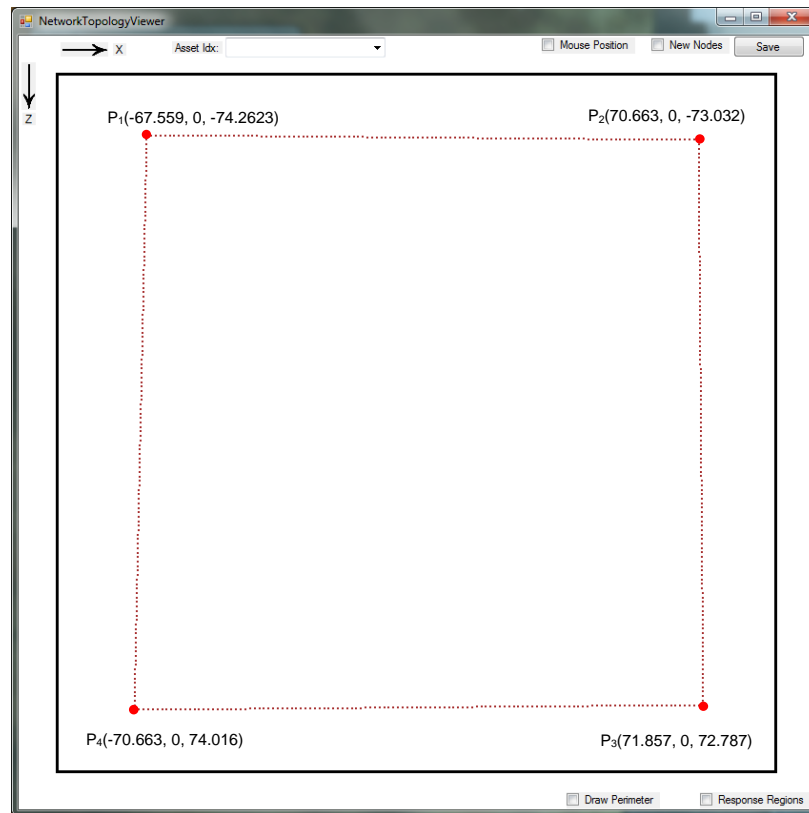 NetworkTopologyViewer
X Asset Idx: Mouse Position New Nodes Save
Z
P₁(-67.559, 0, -74.2623) P₂(70.663, 0, -73.032)
P₄(-70.663, 0, 74.016) P₃(71.857, 0, 72.787)
Draw Perimeter Response Regions